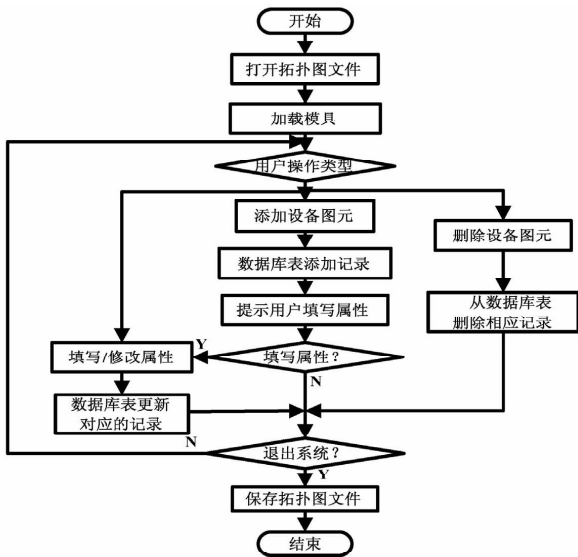 开始
打开拓扑图文件
加载模具
用户操作类型
添加设备图元
删除设备图元
数据库表添加记录
提示用户填写属性
从数据库表
删除相应记录
填写/修改属性
Y
填写属性?
N
数据库表更新
对应的记录
N
退出系统?
Y
保存拓扑图文件
结束